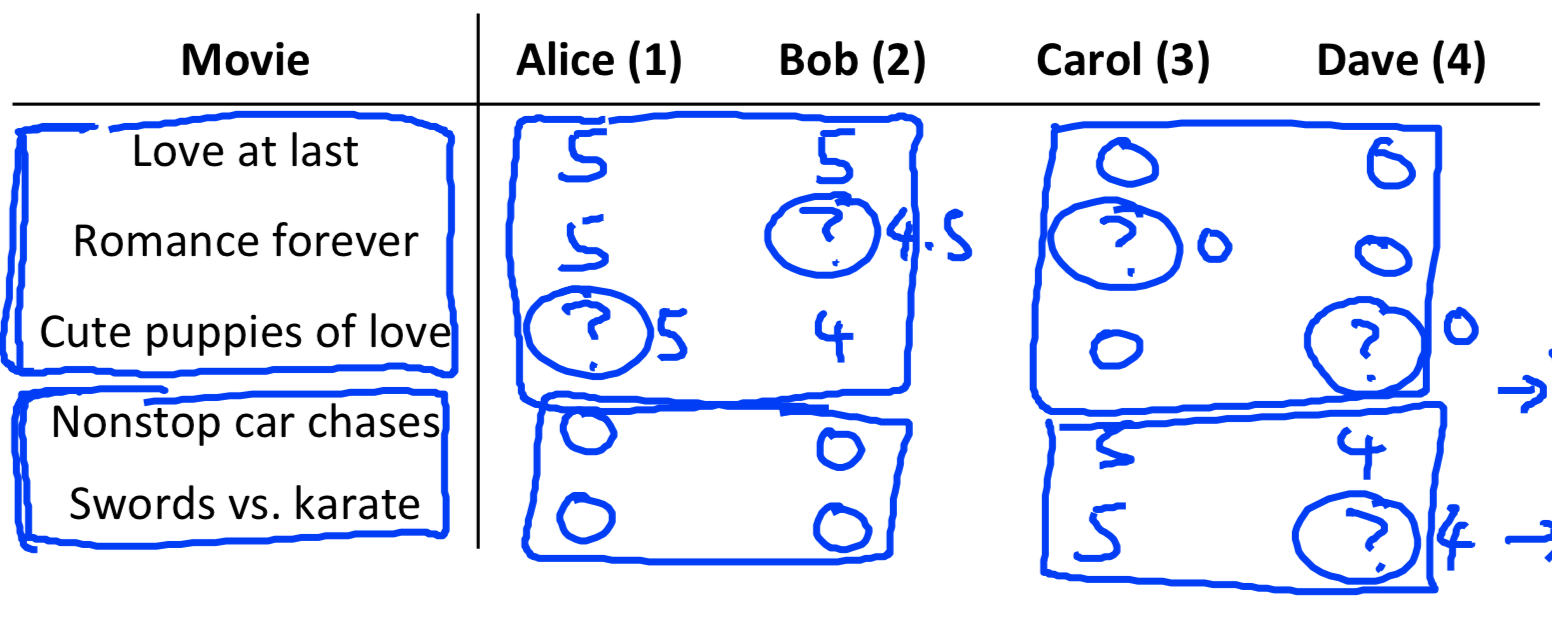 Movie Alice (1) Bob (2) Carol (3) Dave (4)
Love at last 5 5 0 0
Romance forever 5 ? 4.5 ? 0 0
Cute puppies of love ? 5 4 0 ? 0
Nonstop car chases 0 0 5 4
Swords vs. karate 0 0 5 ? 4